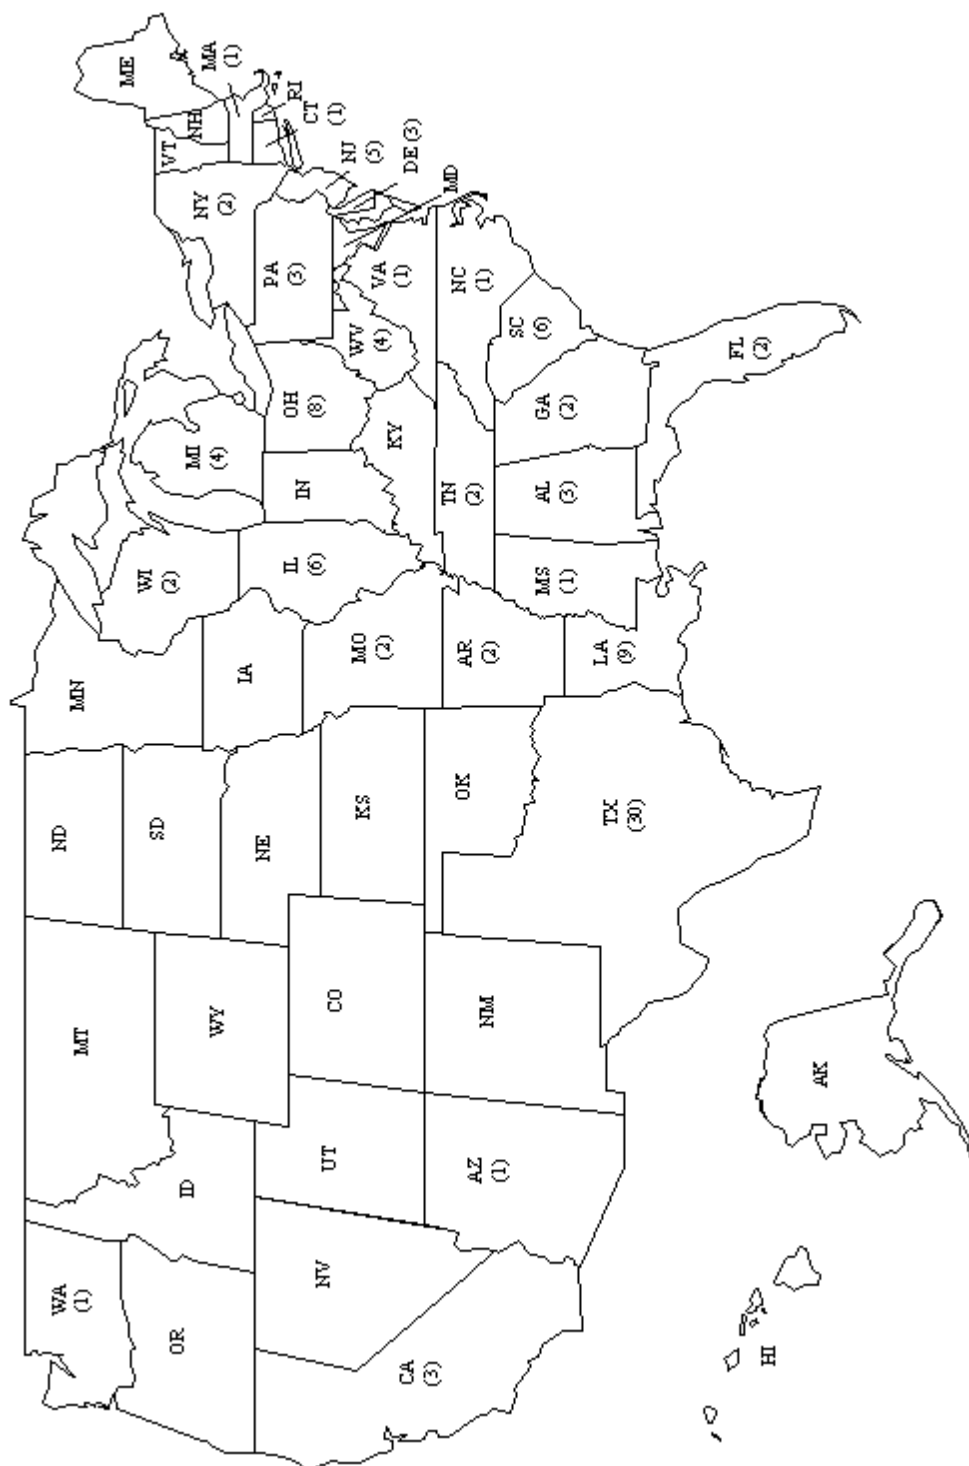 WA
(1)
MT
ND
MN
ME
OR
ID
WY
SD
WI
(2)
MI
(4)
NY
(2)
VT
NH
MA
(1)
NV
UT
CO
NE
IA
IL
(6)
IN
OH
(8)
PA
(3)
RI
CT
(1)
NJ
(5)
DE (3)
MD
CA
(3)
KS
MO
(2)
KY
WV
(4)
VA
(1)
AZ
(1)
NM
OK
AR
(2)
TN
(2)
NC
(1)
TX
(30)
LA
(9)
MS
(1)
AL
(3)
GA
(2)
SC
(6)
FL
(2)
HI
AK